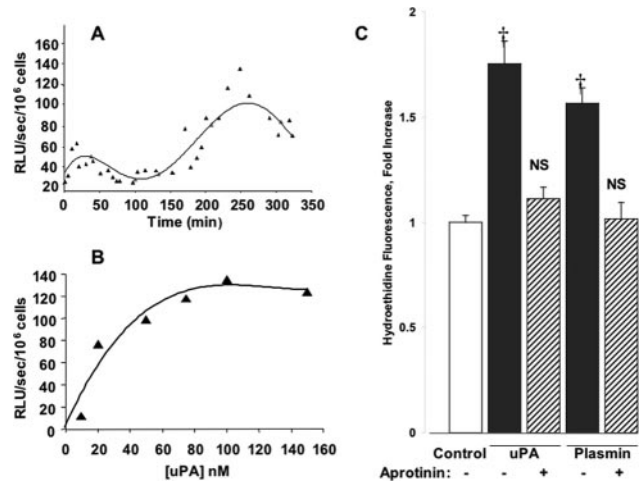 A
RLU/sec/10⁶ cells
160
140
120
100
80
60
40
20
0 50 100 150 200 250 300 350
Time (min)
B
RLU/sec/10⁶ cells
140
120
100
80
60
40
20
0
0 20 40 60 80 100 120 140 160
[uPA] nM
C
Hydroethidine Fluorescence, Fold Increase
2
1.5
1
0.5
0
†
NS
‡
NS
Control uPA Plasmin
Aprotinin: - - + - +